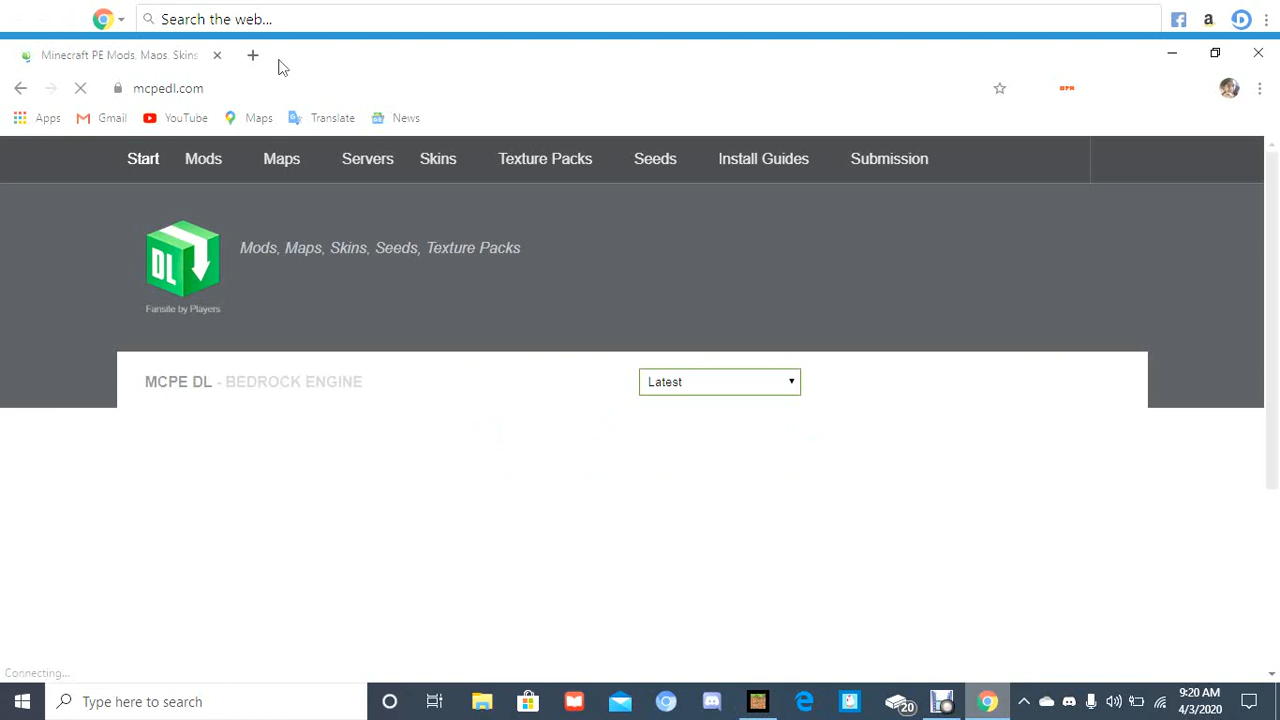 Search the web...
Minecraft PE Mods, Maps, Skins
mcpedl.com
Apps Gmail YouTube Maps Translate News
Start Mods Maps Servers Skins Texture Packs Seeds Install Guides Submission
DL
Mods, Maps, Skins, Seeds, Texture Packs
Fansite by Players
MCPE DL - BEDROCK ENGINE
Latest
Connecting...
Type here to search
20
9:20 AM
4/3/2020